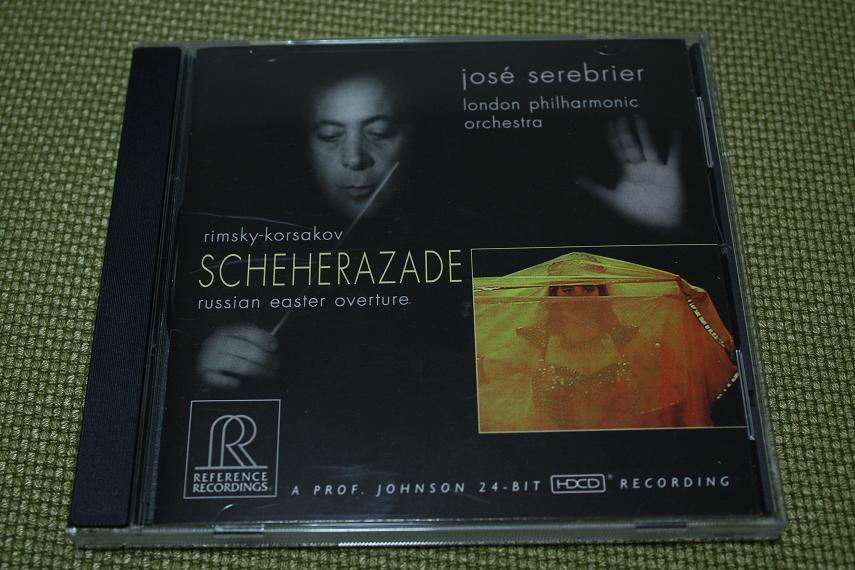 josé serebrier
london philharmonic
orchestra
rimsky-korsakov
SCHEHERAZADE
russian easter overture
RR
REFERENCE
RECORDINGS®
A PROF. JOHNSON 24-BIT HDCD® RECORDING